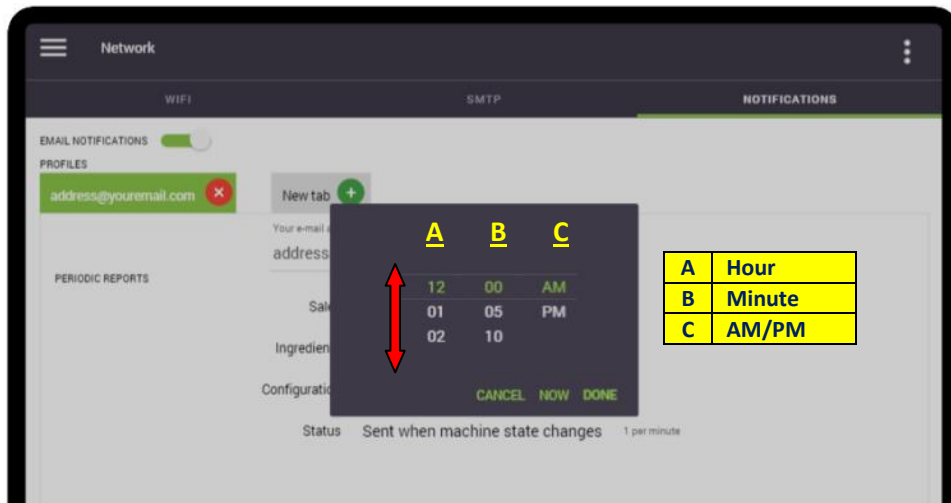 Network
WIFI SMTP NOTIFICATIONS
EMAIL NOTIFICATIONS
PROFILES
address@youremail.com New tab
Your e-mail a
address
PERIODIC REPORTS
Sale
Ingredien
Configuratio
Status Sent when machine state changes 1 per minute
A B C
12 00 AM
01 05 PM
02 10
CANCEL NOW DONE
A Hour
B Minute
C AM/PM